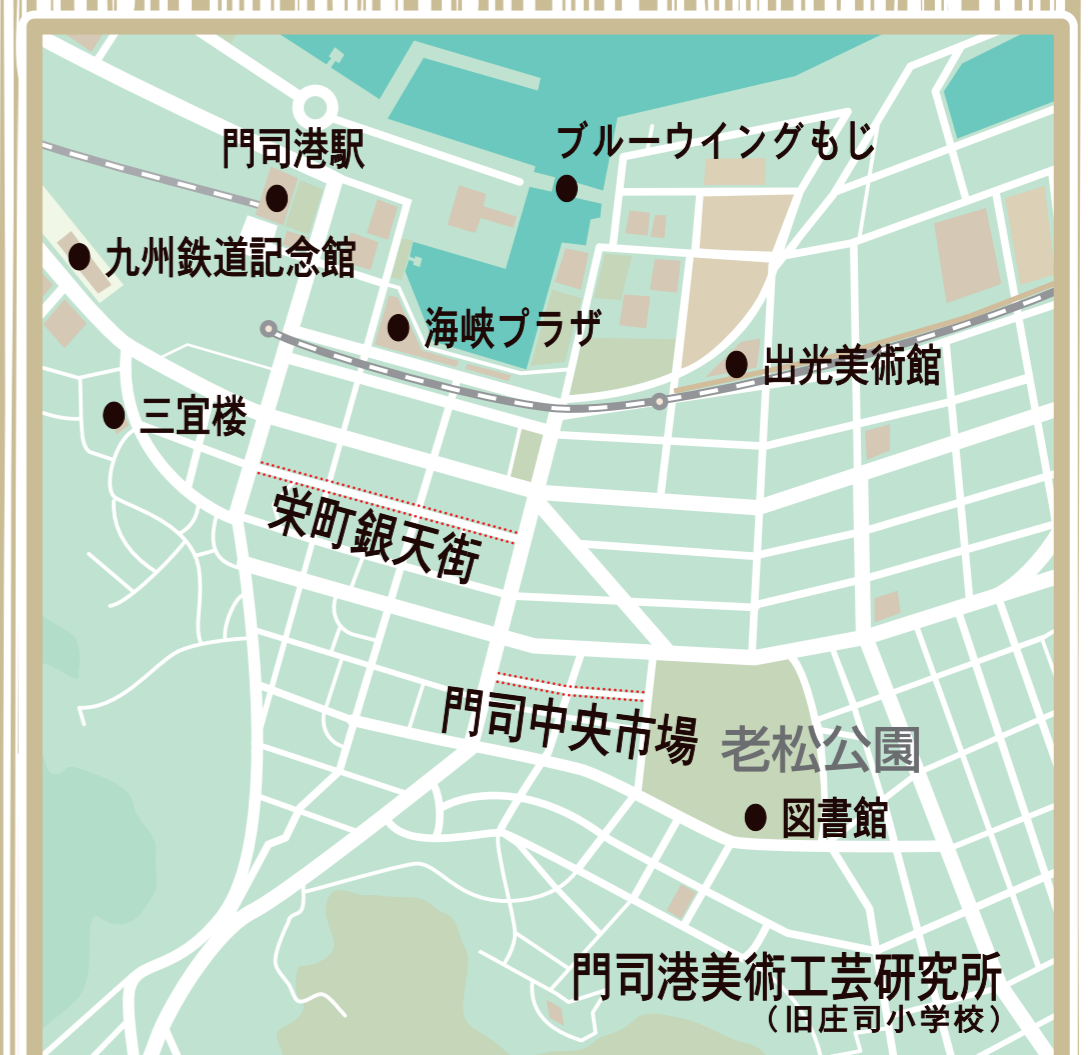 門司港駅
ブルーウイングもじ
九州鉄道記念館
海峡プラザ
出光美術館
三宜楼
栄町銀天街
門司中央市場
老松公園
図書館
門司港美術工芸研究所
（旧庄司小学校）